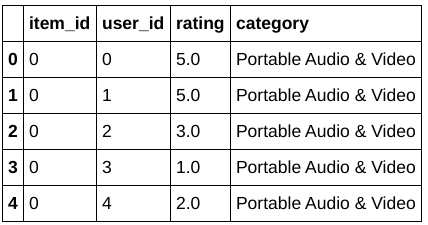 item_id user_id rating category
0 0 0 5.0 Portable Audio & Video
1 0 1 5.0 Portable Audio & Video
2 0 2 3.0 Portable Audio & Video
3 0 3 1.0 Portable Audio & Video
4 0 4 2.0 Portable Audio & Video